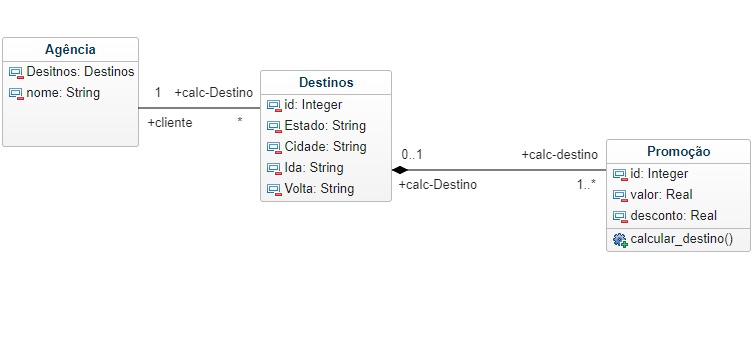 Agência
Desitnos: Destinos
nome: String
1 +calc-Destino
+cliente *
Destinos
id: Integer
Estado: String
Cidade: String
Ida: String
Volta: String
0..1 +calc-destino
+calc-Destino 1..*
Promoção
id: Integer
valor: Real
desconto: Real
calcular_destino()